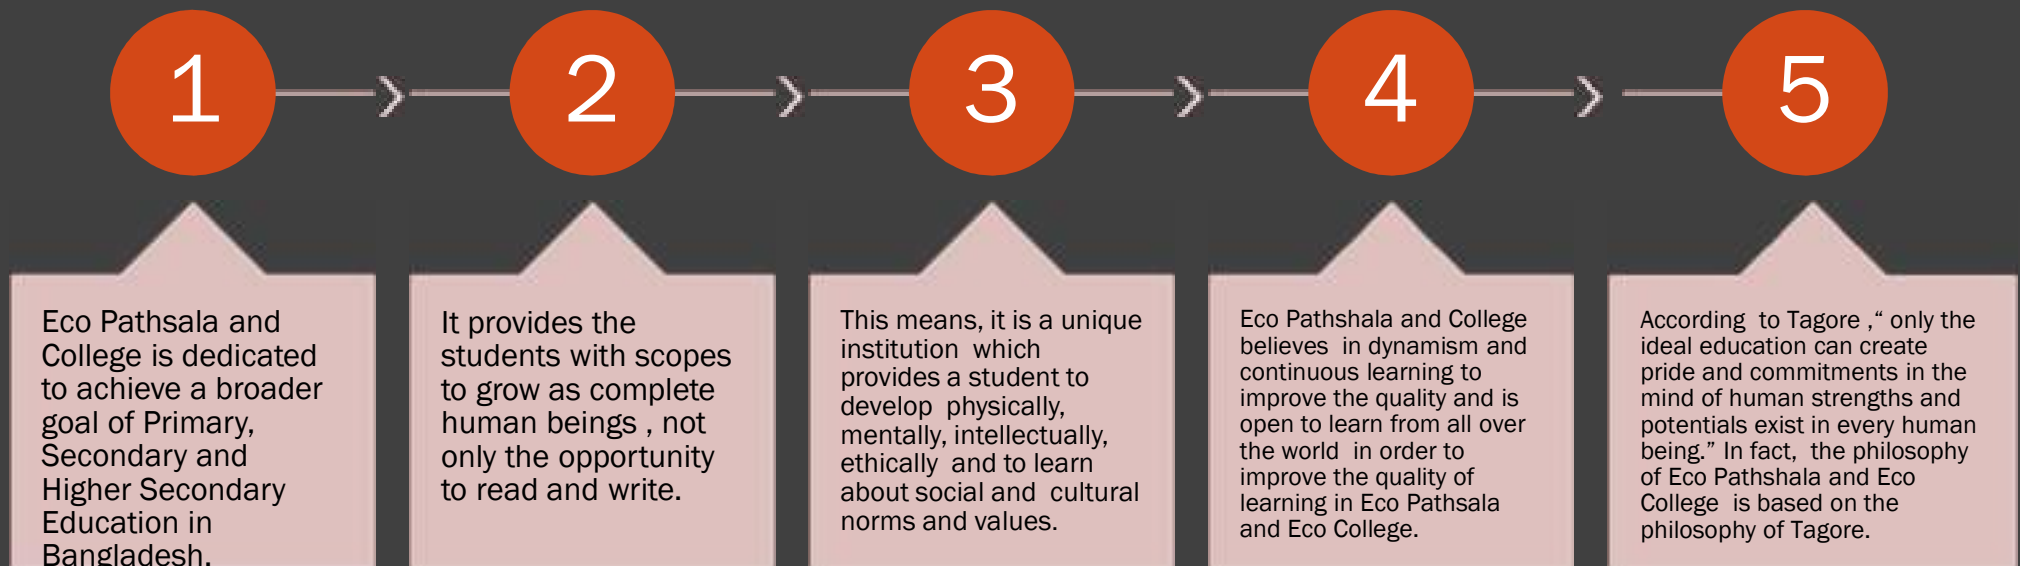 1
2
3
4
5
Eco Pathsala and
College is dedicated
to achieve a broader
goal of Primary,
Secondary and
Higher Secondary
Education in
Bangladesh.
It provides the
students with scopes
to grow as complete
human beings , not
only the opportunity
to read and write.
This means, it is a unique
institution which
provides a student to
develop physically,
mentally, intellectually,
ethically and to learn
about social and cultural
norms and values.
Eco Pathshala and College
believes in dynamism and
continuous learning to
improve the quality and is
open to learn from all over
the world in order to
improve the quality of
learning in Eco Pathsala
and Eco College.
According to Tagore ,“ only the
ideal education can create
pride and commitments in the
mind of human strengths and
potentials exist in every human
being.” In fact, the philosophy
of Eco Pathshala and Eco
College is based on the
philosophy of Tagore.